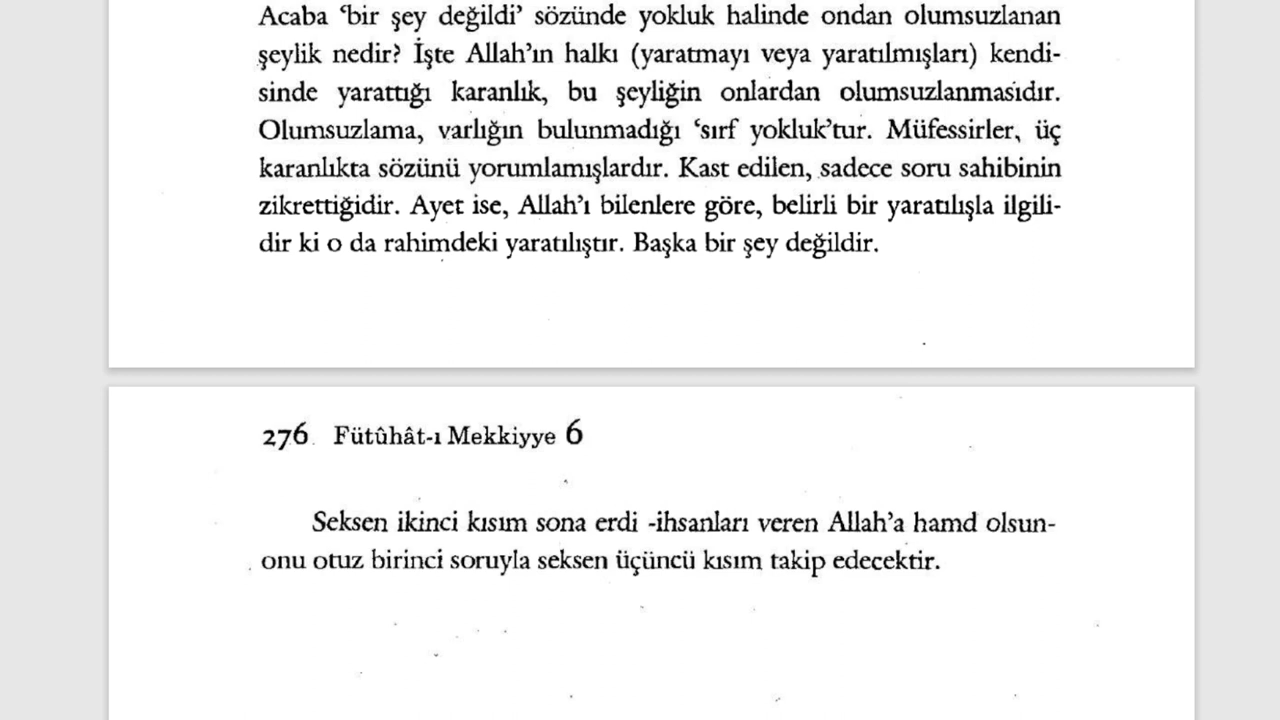 Acaba ‘bir şey değildi’ sözünde yokluk halinde ondan olumsuzlanan
şeylik nedir? İşte Allah’ın halkı (yaratmayı veya yaratılmışları) kendi-
sinde yarattığı karanlık, bu şeyliğin onlardan olumsuzlanmasıdır.
Olumsuzlama, varlığın bulunmadığı ‘sırf yokluk’tur. Müfessirler, üç
karanlıkta sözünü yorumlamışlardır. Kast edilen, sadece soru sahibinin
zikrettiğidir. Ayet ise, Allah’ı bilenlere göre, belirli bir yaratılışla ilgili-
dir ki o da rahimdeki yaratılıştır. Başka bir şey değildir.
276 Fütûhât-ı Mekkiyye 6
Seksen ikinci kısım sona erdi -ihsanları veren Allah’a hamd olsun-
onu otuz birinci soruyla seksen üçüncü kısım takip edecektir.